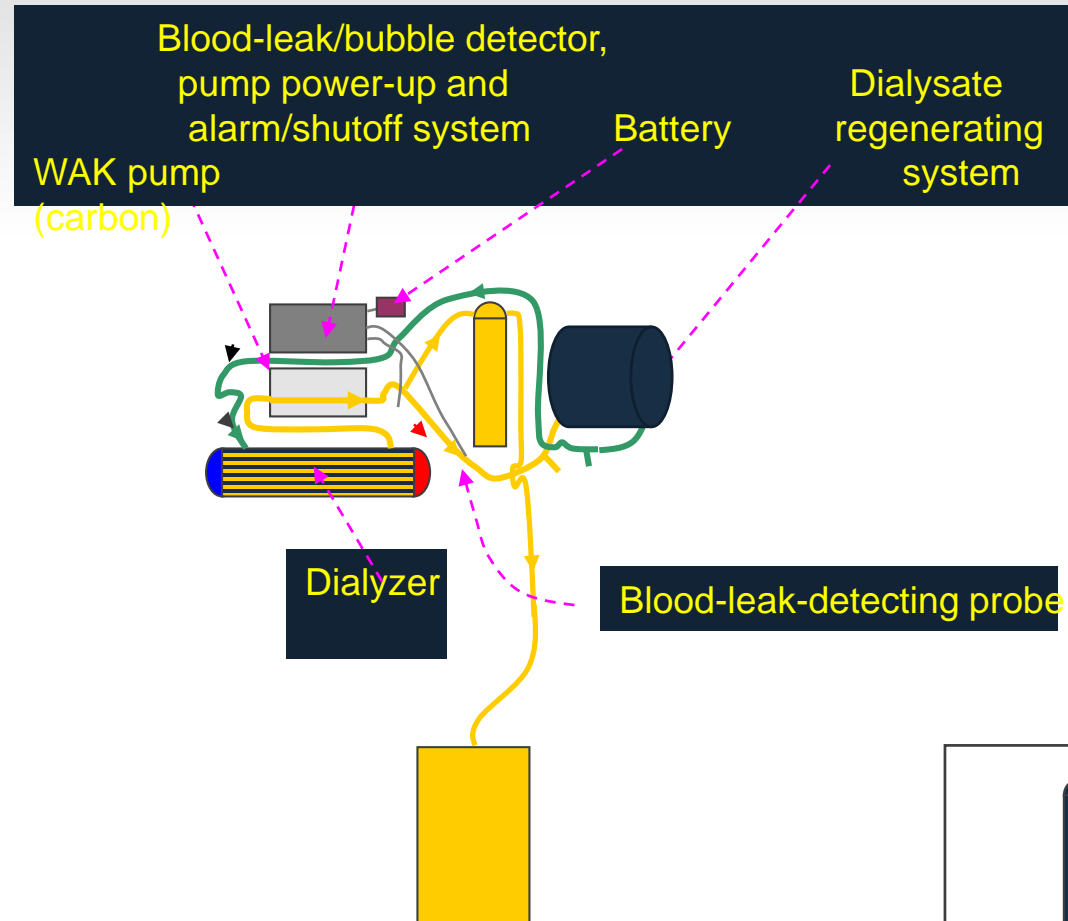 Blood-leak/bubble detector,
pump power-up and
alarm/shutoff system
Battery
Dialysate
regenerating
system
WAK pump
(carbon)
Dialyzer
Blood-leak-detecting probe